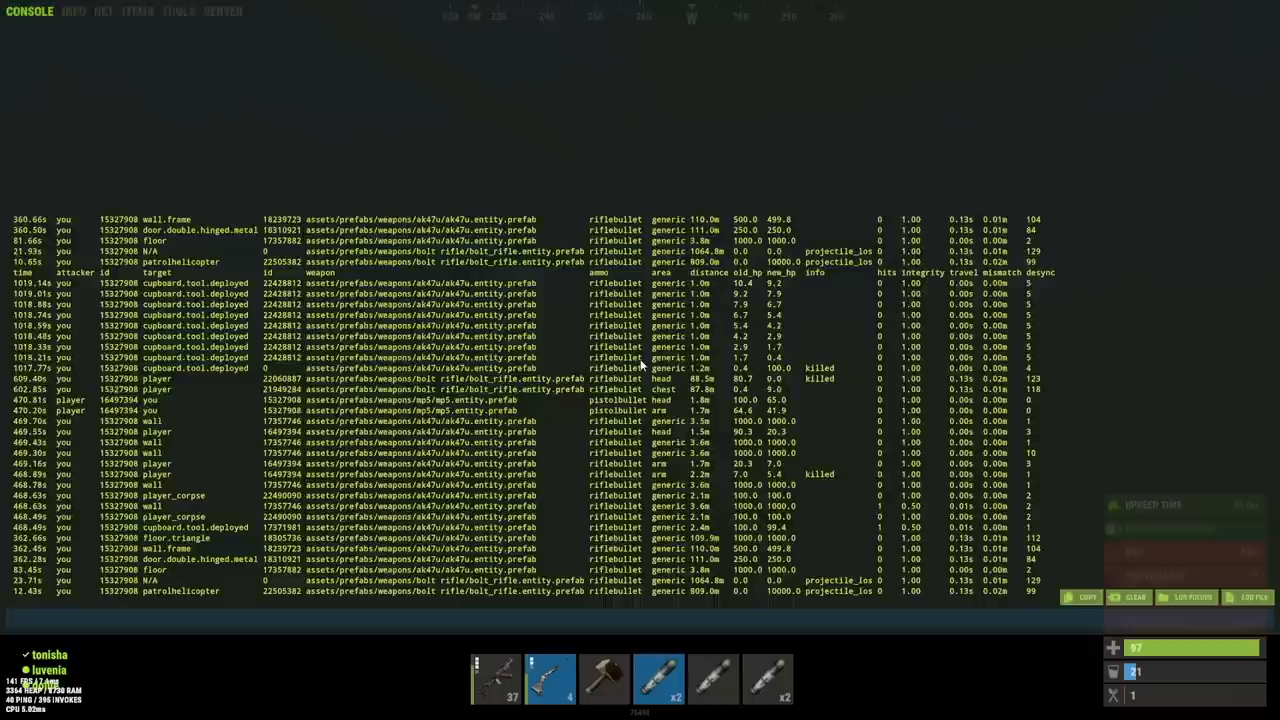 CONSOLE INFO NET ITEMS TOOLS SERVER
W
360.66s you 15327908 wall.frame 18239723 assets/prefabs/weapons/ak47u/ak47u.entity.prefab riflebullet generic 110.0m 500.0 499.8 0 1.00 0.13s 0.01m 104
360.50s you 15327908 door.double.hinged.metal 18310921 assets/prefabs/weapons/ak47u/ak47u.entity.prefab riflebullet generic 111.0m 250.0 250.0 0 1.00 0.13s 0.01m 84
81.66s you 15327908 floor 17357882 assets/prefabs/weapons/ak47u/ak47u.entity.prefab riflebullet generic 3.8m 1000.0 1000.0 0 1.00 0.00s 0.00m 2
21.93s you 15327908 N/A 0 assets/prefabs/weapons/bolt rifle/bolt_rifle.entity.prefab riflebullet generic 1064.8m 0.0 0.0 projectile_los 0 1.00 0.13s 0.01m 129
10.65s you 15327908 patrolhelicopter 22505382 assets/prefabs/weapons/bolt rifle/bolt_rifle.entity.prefab riflebullet generic 809.0m 0.0 10000.0 projectile_los 0 1.00 0.13s 0.02m 99
time attacker id target id weapon ammo area distance old_hp new_hp info hits integrity travel mismatch desync
1019.14s you 15327908 cupboard.tool.deployed 22428812 assets/prefabs/weapons/ak47u/ak47u.entity.prefab riflebullet generic 1.0m 10.4 9.2 0 1.00 0.00s 0.00m 5
1019.01s you 15327908 cupboard.tool.deployed 22428812 assets/prefabs/weapons/ak47u/ak47u.entity.prefab riflebullet generic 1.0m 9.2 7.9 0 1.00 0.00s 0.00m 5
1018.88s you 15327908 cupboard.tool.deployed 22428812 assets/prefabs/weapons/ak47u/ak47u.entity.prefab riflebullet generic 1.0m 7.9 6.7 0 1.00 0.00s 0.00m 5
1018.74s you 15327908 cupboard.tool.deployed 22428812 assets/prefabs/weapons/ak47u/ak47u.entity.prefab riflebullet generic 1.0m 6.7 5.4 0 1.00 0.00s 0.00m 5
1018.59s you 15327908 cupboard.tool.deployed 22428812 assets/prefabs/weapons/ak47u/ak47u.entity.prefab riflebullet generic 1.0m 5.4 4.2 0 1.00 0.00s 0.00m 5
1018.48s you 15327908 cupboard.tool.deployed 22428812 assets/prefabs/weapons/ak47u/ak47u.entity.prefab riflebullet generic 1.0m 4.2 2.9 0 1.00 0.00s 0.00m 5
1018.33s you 15327908 cupboard.tool.deployed 22428812 assets/prefabs/weapons/ak47u/ak47u.entity.prefab riflebullet generic 1.0m 2.9 1.7 0 1.00 0.00s 0.00m 5
1018.21s you 15327908 cupboard.tool.deployed 22428812 assets/prefabs/weapons/ak47u/ak47u.entity.prefab riflebullet generic 1.0m 1.7 0.4 0 1.00 0.00s 0.00m 5
1017.77s you 15327908 cupboard.tool.deployed 0 assets/prefabs/weapons/ak47u/ak47u.entity.prefab riflebullet generic 1.2m 0.4 100.0 killed 0 1.00 0.00s 0.00m 4
609.40s you 15327908 player 22060887 assets/prefabs/weapons/bolt rifle/bolt_rifle.entity.prefab riflebullet head 88.5m 80.7 0.0 killed 0 1.00 0.13s 0.02m 123
602.85s you 15327908 player 21949284 assets/prefabs/weapons/bolt rifle/bolt_rifle.entity.prefab riflebullet chest 87.8m 0.4 9.0 0 1.00 0.13s 0.01m 118
470.81s player 16497394 you 15327908 assets/prefabs/weapons/mp5/mp5.entity.prefab pistolbullet head 1.8m 100.0 65.0 0 1.00 0.00s 0.00m 0
470.20s player 16497394 you 15327908 assets/prefabs/weapons/mp5/mp5.entity.prefab pistolbullet arm 1.7m 64.6 41.9 0 1.00 0.00s 0.00m 0
469.70s you 15327908 wall 17357746 assets/prefabs/weapons/ak47u/ak47u.entity.prefab riflebullet generic 3.5m 1000.0 1000.0 0 1.00 0.00s 0.00m 1
469.55s you 15327908 player 16497394 assets/prefabs/weapons/ak47u/ak47u.entity.prefab riflebullet head 1.5m 90.3 20.3 0 1.00 0.00s 0.00m 3
469.43s you 15327908 wall 17357746 assets/prefabs/weapons/ak47u/ak47u.entity.prefab riflebullet generic 3.6m 1000.0 1000.0 0 1.00 0.00s 0.00m 1
469.30s you 15327908 wall 17357746 assets/prefabs/weapons/ak47u/ak47u.entity.prefab riflebullet generic 3.6m 1000.0 1000.0 0 1.00 0.00s 0.00m 10
469.16s you 15327908 player 16497394 assets/prefabs/weapons/ak47u/ak47u.entity.prefab riflebullet arm 1.7m 20.3 7.0 0 1.00 0.00s 0.00m 3
468.89s you 15327908 player 16497394 assets/prefabs/weapons/ak47u/ak47u.entity.prefab riflebullet arm 2.2m 7.0 5.4 killed 0 1.00 0.00s 0.00m 1
468.78s you 15327908 wall 17357746 assets/prefabs/weapons/ak47u/ak47u.entity.prefab riflebullet generic 3.6m 1000.0 1000.0 0 1.00 0.00s 0.00m 1
468.63s you 15327908 player_corpse 22490090 assets/prefabs/weapons/ak47u/ak47u.entity.prefab riflebullet generic 2.1m 100.0 100.0 0 1.00 0.00s 0.00m 2
468.63s you 15327908 wall 17357746 assets/prefabs/weapons/ak47u/ak47u.entity.prefab riflebullet generic 3.6m 1000.0 1000.0 1 0.50 0.01s 0.00m 2
468.49s you 15327908 player_corpse 22490090 assets/prefabs/weapons/ak47u/ak47u.entity.prefab riflebullet generic 2.1m 100.0 100.0 0 1.00 0.00s 0.00m 2
468.49s you 15327908 cupboard.tool.deployed 17371981 assets/prefabs/weapons/ak47u/ak47u.entity.prefab riflebullet generic 2.4m 100.0 99.4 1 0.50 0.01s 0.00m 1
362.66s you 15327908 floor.triangle 18305736 assets/prefabs/weapons/ak47u/ak47u.entity.prefab riflebullet generic 109.9m 1000.0 1000.0 0 1.00 0.13s 0.01m 112
362.45s you 15327908 wall.frame 18239723 assets/prefabs/weapons/ak47u/ak47u.entity.prefab riflebullet generic 110.0m 500.0 499.8 0 1.00 0.13s 0.01m 104
362.28s you 15327908 door.double.hinged.metal 18310921 assets/prefabs/weapons/ak47u/ak47u.entity.prefab riflebullet generic 111.0m 250.0 250.0 0 1.00 0.13s 0.01m 84
83.45s you 15327908 floor 17357882 assets/prefabs/weapons/ak47u/ak47u.entity.prefab riflebullet generic 3.8m 1000.0 1000.0 0 1.00 0.00s 0.00m 2
23.71s you 15327908 N/A 0 assets/prefabs/weapons/bolt rifle/bolt_rifle.entity.prefab riflebullet generic 1064.8m 0.0 0.0 projectile_los 0 1.00 0.13s 0.01m 129
12.43s you 15327908 patrolhelicopter 22505382 assets/prefabs/weapons/bolt rifle/bolt_rifle.entity.prefab riflebullet generic 809.0m 0.0 10000.0 projectile_los 0 1.00 0.13s 0.02m 99
UPKEEP TIME
COPY CLEAR LOG FILE
tonisha
luvenia
40 PING / 395 INVOKES
CPU 5.02ms
37 4 x2 x2
97
21
1